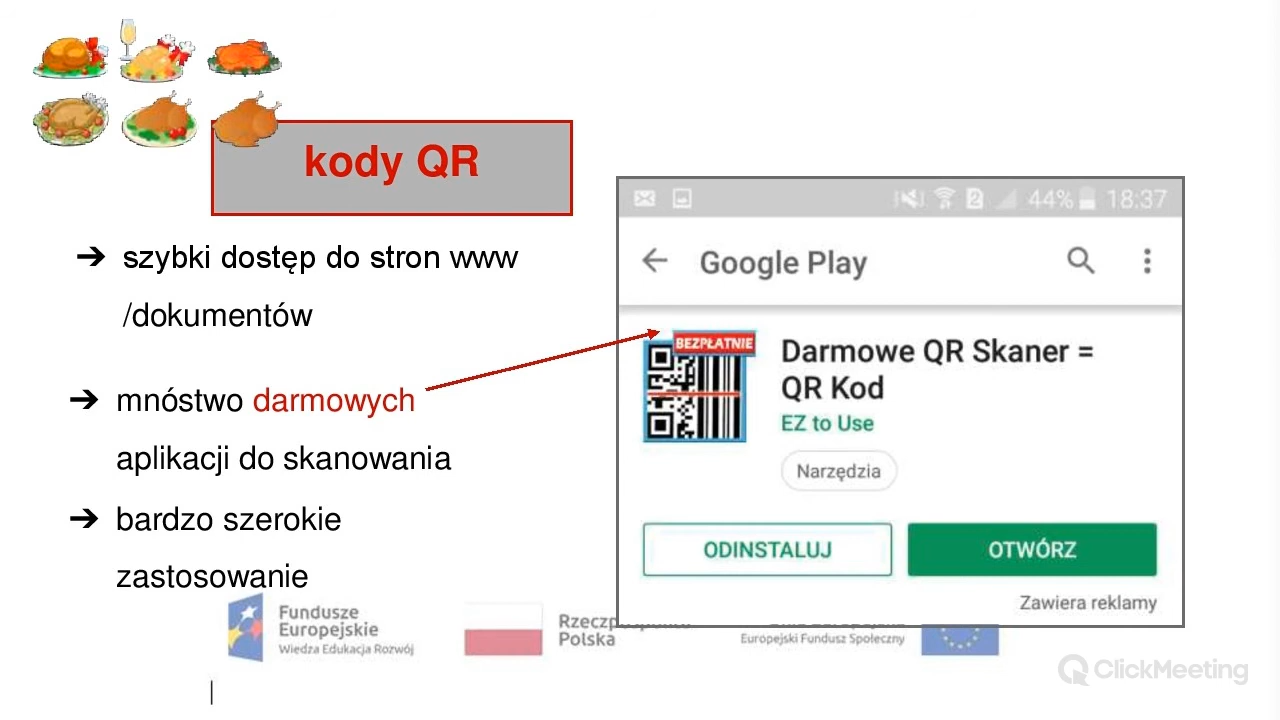 kody QR
➔ szybki dostęp do stron www
/dokumentów
➔ mnóstwo darmowych
aplikacji do skanowania
➔ bardzo szerokie
zastosowanie
2 44% 18:37
Google Play
BEZPŁATNIE
Darmowe QR Skaner =
QR Kod
EZ to Use
Narzędzia
ODINSTALUJ
OTWÓRZ
Zawiera reklamy
Fundusze
Europejskie
Wiedza Edukacja Rozwój
Polska
Europejski Fundusz Społeczny
ClickMeeting